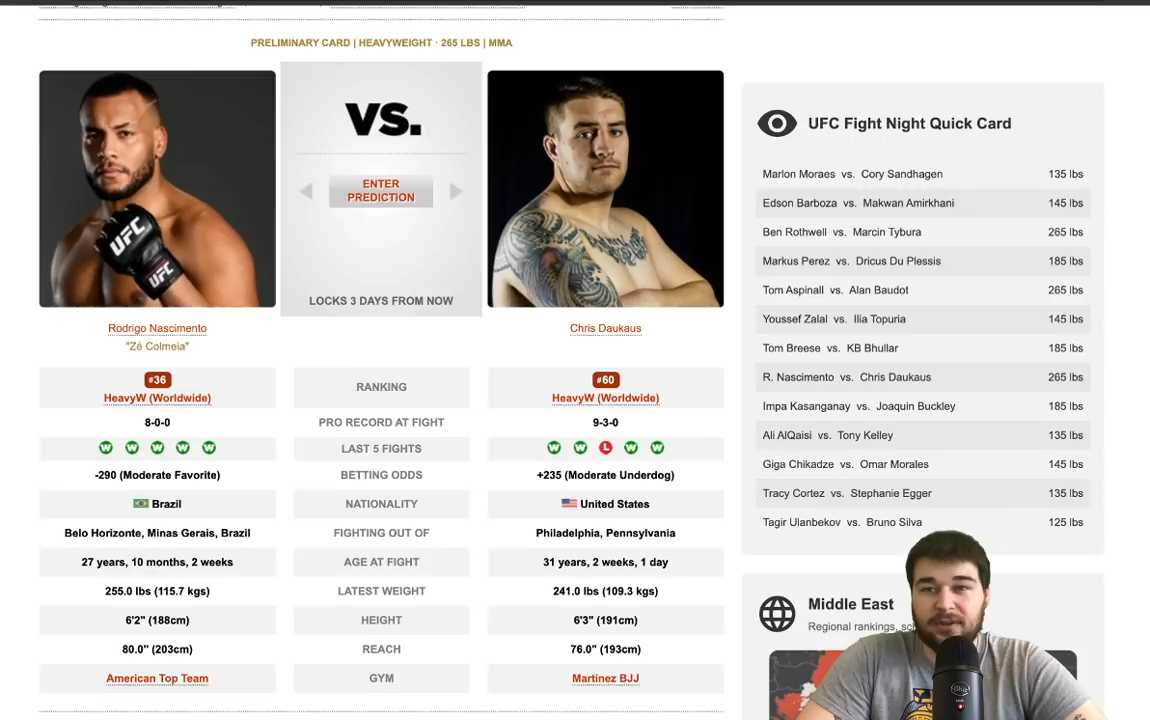 PRELIMINARY CARD | HEAVYWEIGHT · 265 LBS | MMA
VS.
ENTER
PREDICTION
LOCKS 3 DAYS FROM NOW
UFC
UFC
Rodrigo Nascimento
"Zé Colmeia"
Chris Daukaus
#36
HeavyW (Worldwide)
RANKING
#60
HeavyW (Worldwide)
8-0-0
PRO RECORD AT FIGHT
9-3-0
W W W W W
LAST 5 FIGHTS
W W L W W
-290 (Moderate Favorite)
BETTING ODDS
+235 (Moderate Underdog)
Brazil
NATIONALITY
United States
Belo Horizonte, Minas Gerais, Brazil
FIGHTING OUT OF
Philadelphia, Pennsylvania
27 years, 10 months, 2 weeks
AGE AT FIGHT
31 years, 2 weeks, 1 day
255.0 lbs (115.7 kgs)
LATEST WEIGHT
241.0 lbs (109.3 kgs)
6'2" (188cm)
HEIGHT
6'3" (191cm)
80.0" (203cm)
REACH
76.0" (193cm)
American Top Team
GYM
Martinez BJJ
UFC Fight Night Quick Card
Marlon Moraes vs. Cory Sandhagen 135 lbs
Edson Barboza vs. Makwan Amirkhani 145 lbs
Ben Rothwell vs. Marcin Tybura 265 lbs
Markus Perez vs. Dricus Du Plessis 185 lbs
Tom Aspinall vs. Alan Baudot 265 lbs
Youssef Zalal vs. Ilia Topuria 145 lbs
Tom Breese vs. KB Bhullar 185 lbs
R. Nascimento vs. Chris Daukaus 265 lbs
Impa Kasanganay vs. Joaquin Buckley 185 lbs
Ali AlQaisi vs. Tony Kelley 135 lbs
Giga Chikadze vs. Omar Morales 145 lbs
Tracy Cortez vs. Stephanie Egger 135 lbs
Tagir Ulanbekov vs. Bruno Silva 125 lbs
Middle East
Regional rankings,